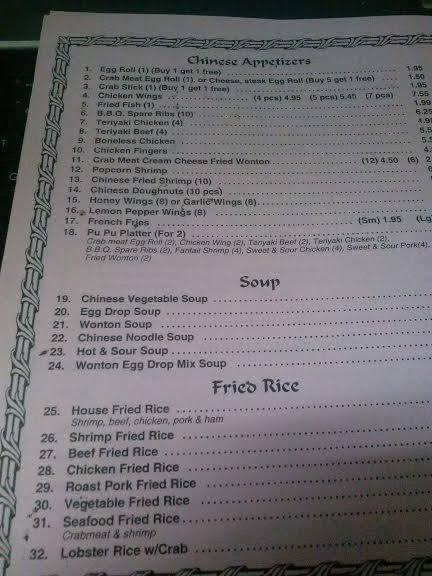 Chinese Appetizers
1. Egg Roll (1) (Buy 1 get 1 free) 1.95
2. Crab Meat Egg Roll (1), or Cheese, steak Egg Roll (Buy 5 get 1 free) 1.50
3. Crab Stick (1) (Buy 1 get 1 free) 1.95
4. Chicken Wings (4 pcs) 4.95 (5 pcs) 5.45 (7 pcs) 7.55
5. Fried Fish (1) 1.99
6. B.B.Q. Spare Ribs (10) 6.25
7. Teriyaki Chicken (4)
8. Teriyaki Beef (4)
9. Boneless Chicken
10. Chicken Fingers
11. Crab Meat Cream Cheese Fried Wonton (12) 4.50 (6) 2
12. Popcorn Shrimp
13. Chinese Fried Shrimp (10)
14. Chinese Doughnuts (10 pcs)
15. Honey Wings (8) or Garlic Wings (8)
16. Lemon Pepper Wings (8)
17. French Fries (Sm) 1.95 (Lg)
18. Pu Pu Platter (For 2)
Crab meat Egg Roll (2), Chicken Wing (2), Teriyaki Beef (2), Teriyaki Chicken (2),
B.B.Q. Spare Ribs (2), Fantail Shrimp (4), Sweet & Sour Chicken (4), Sweet & Sour Pork(4),
Fried Wonton (2)
Soup
19. Chinese Vegetable Soup
20. Egg Drop Soup
21. Wonton Soup
22. Chinese Noodle Soup
23. Hot & Sour Soup
24. Wonton Egg Drop Mix Soup
Fried Rice
25. House Fried Rice
Shrimp, beef, chicken, pork & ham
26. Shrimp Fried Rice
27. Beef Fried Rice
28. Chicken Fried Rice
29. Roast Pork Fried Rice
30. Vegetable Fried Rice
31. Seafood Fried Rice
Crabmeat & shrimp
32. Lobster Rice w/Crab